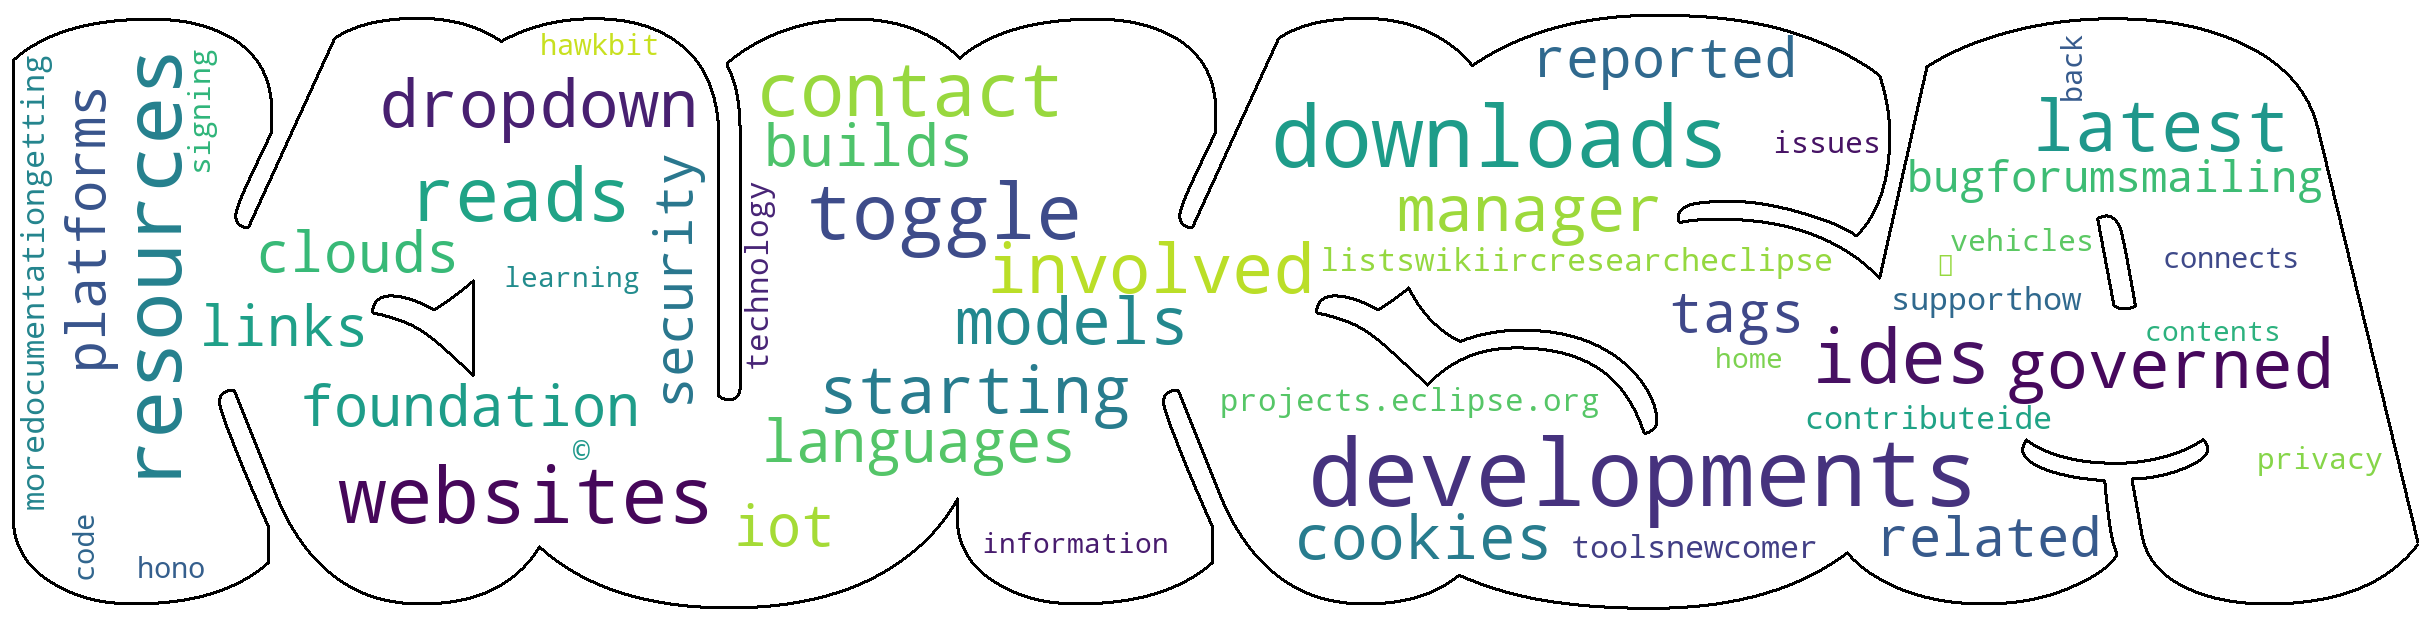 moredocumentationgetting
platforms
resources
signing
code
hono
hawkbit
dropdown
reads
clouds
learning
security
links
foundation
©
websites
technology
contact
builds
toggle
involved
models
starting
languages
iot
information
reported
downloads
issues
manager
listswikiircresearcheclipse
tags
home
projects.eclipse.org
developments
cookies
toolsnewcomer
back
latest
bugforumsmailing
vehicles
connects
supporthow
contents
ides
governed
contributeide
privacy
related